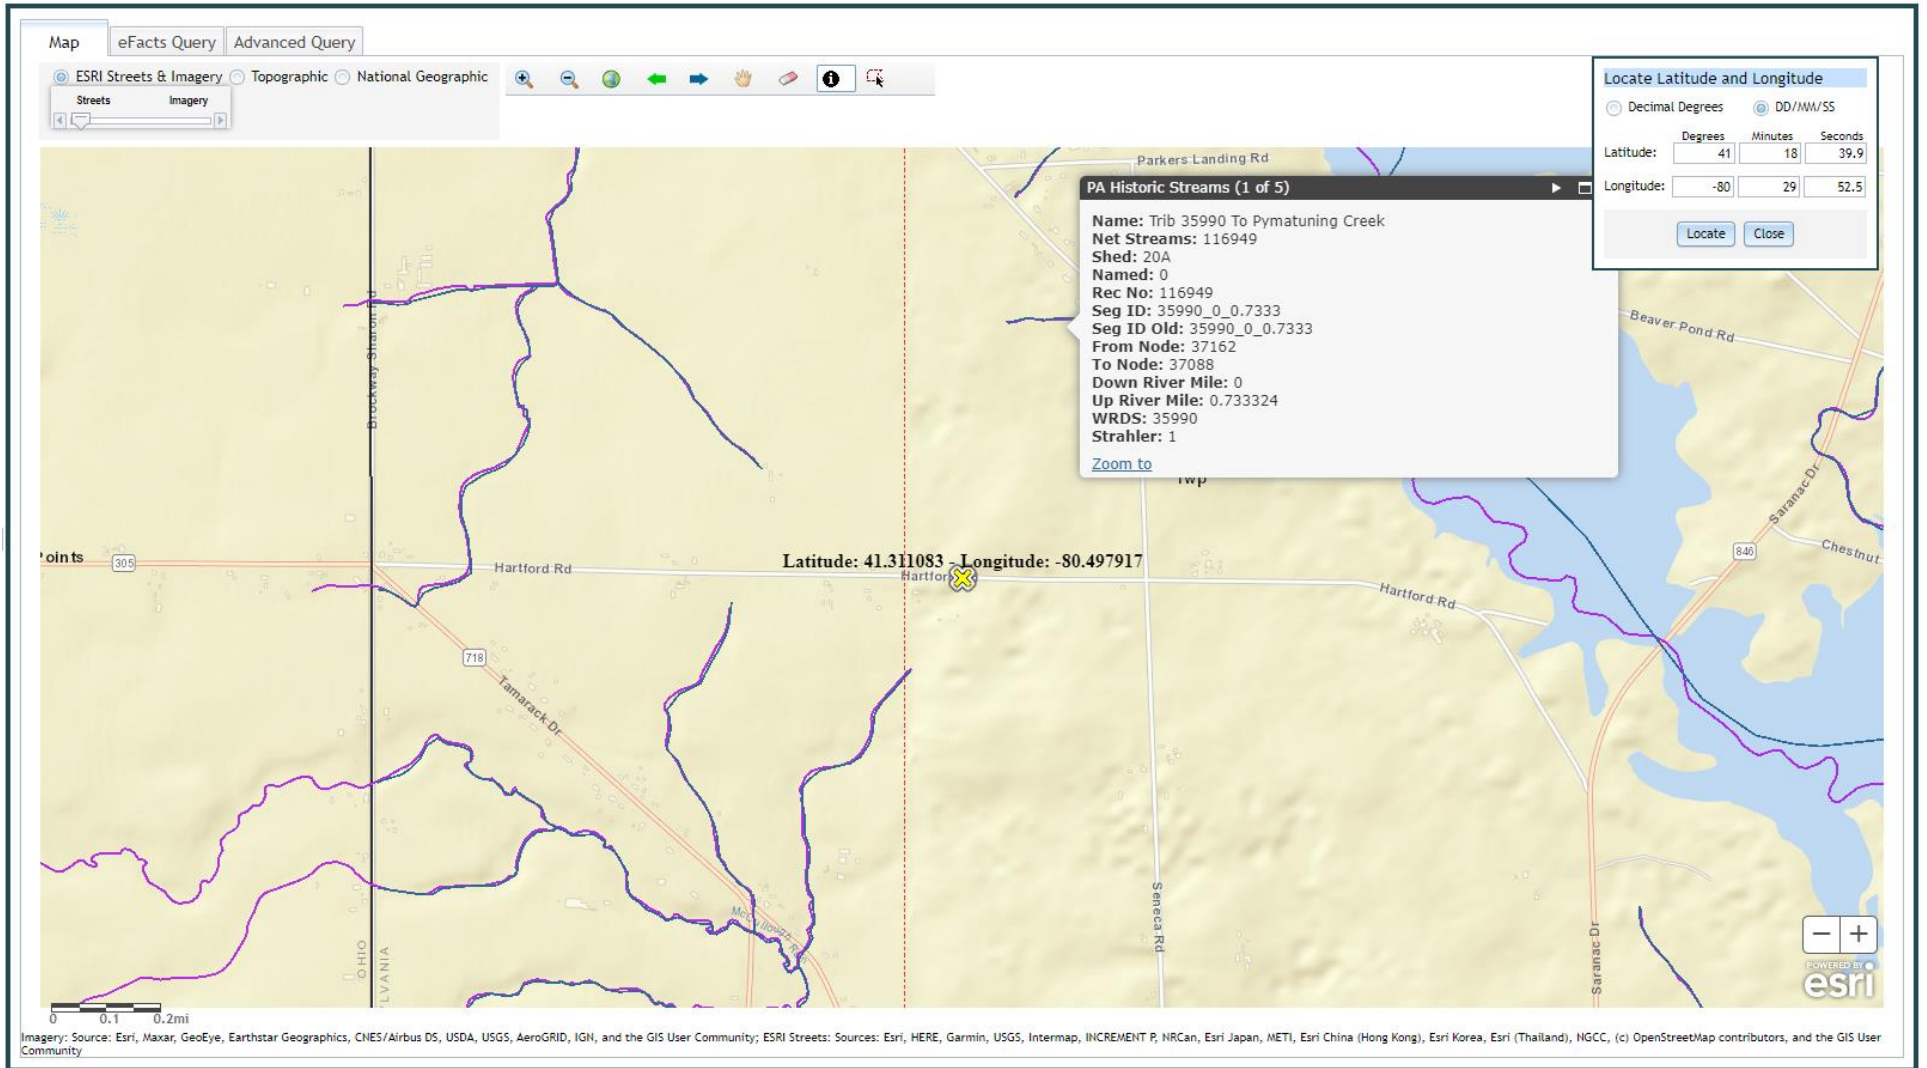 Map eFacts Query Advanced Query
ESRI Streets & Imagery Topographic National Geographic
Streets Imagery
Locate Latitude and Longitude
Decimal Degrees DD/MM/SS
Degrees Minutes Seconds
Latitude: 41 18 39.9
Longitude: -80 29 52.5
Locate Close
Parkers Landing Rd
PA Historic Streams (1 of 5)
Name: Trib 35990 To Pymatuning Creek
Net Streams: 116949
Shed: 20A
Named: 0
Rec No: 116949
Seg ID: 35990_0_0.7333
Seg ID Old: 35990_0_0.7333
From Node: 37162
To Node: 37088
Down River Mile: 0
Up River Mile: 0.733324
WRDS: 35990
Strahler: 1
Zoom to
Twp
Beaver Pond Rd
Brockway Sharon Rd
Saranac Dr
846
Chestnut
oints
305
Hartford Rd
Latitude: 41.311083 - Longitude: -80.497917
Hartfor
Hartford Rd
718
Tamarack Dr
Seneca Rd
Saranac Dr
OHIO
LVANIA
POWERED BY
esri
0 0.1 0.2mi
Imagery: Source: Esri, Maxar, GeoEye, Earthstar Geographics, CNES/Airbus DS, USDA, USGS, AeroGRID, IGN, and the GIS User Community; ESRI Streets: Sources: Esri, HERE, Garmin, USGS, Intermap, INCREMENT P, NRCan, Esri Japan, METI, Esri China (Hong Kong), Esri Korea, Esri (Thailand), NGCC, (c) OpenStreetMap contributors, and the GIS User
Community